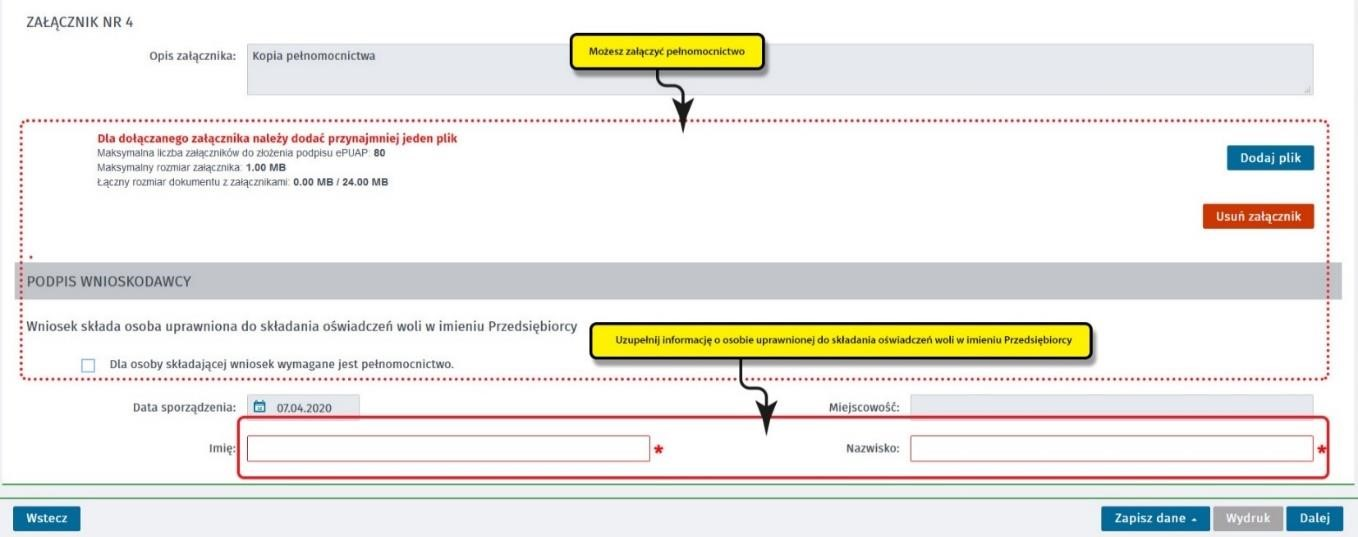 ZAŁĄCZNIK NR 4
Opis załącznika:
Kopia pełnomocnictwa
Możesz załączyć pełnomocnictwo
Dla dołączanego załącznika należy dodać przynajmniej jeden plik
Maksymalna liczba załączników do złożenia podpisu ePUAP: 80
Maksymalny rozmiar załącznika: 1.00 MB
Łączny rozmiar dokumentu z załącznikami: 0.00 MB / 24.00 MB
Dodaj plik
Usuń załącznik
*
PODPIS WNIOSKODAWCY
Wniosek składa osoba uprawniona do składania oświadczeń woli w imieniu Przedsiębiorcy
Uzupełnij informację o osobie uprawnionej do składania oświadczeń woli w imieniu Przedsiębiorcy
Dla osoby składającej wniosek wymagane jest pełnomocnictwo.
Data sporządzenia: 07.04.2020 Miejscowość:
Imię: * Nazwisko: *
Wstecz Zapisz dane Wydruk Dalej